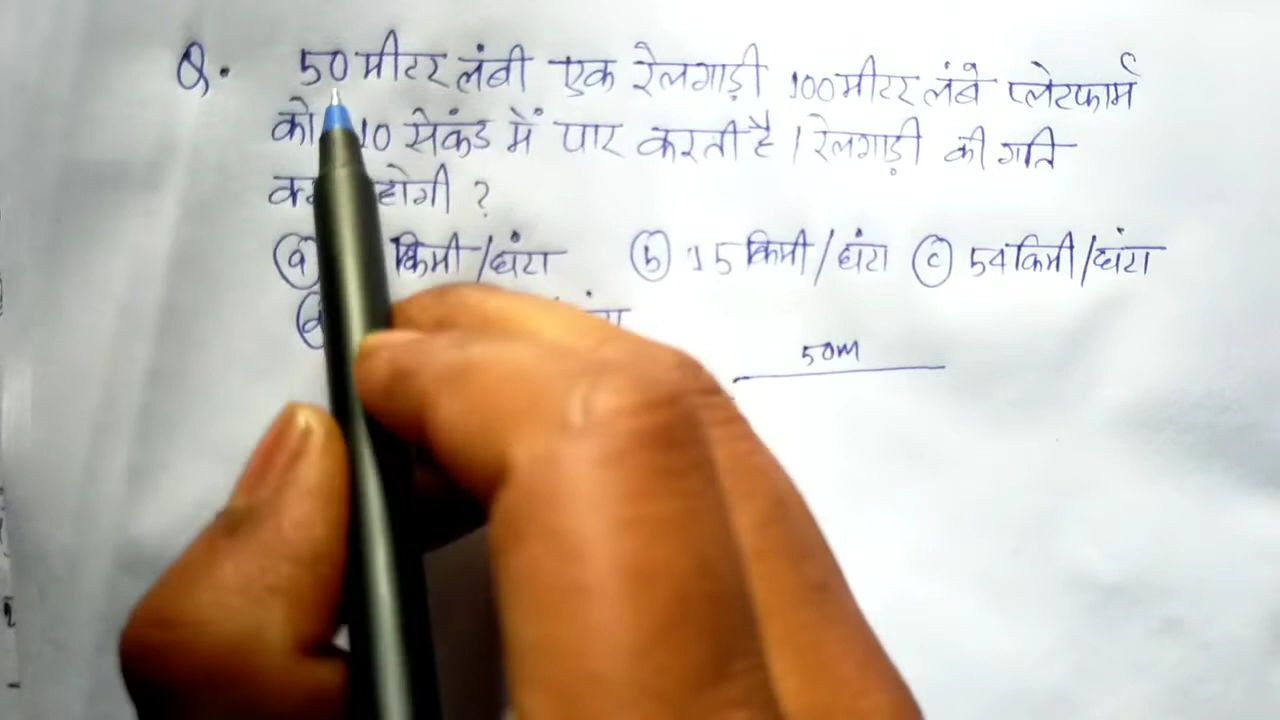 Q. 50 मीटर लंबी एक रेलगाड़ी 100 मीटर लंबे प्लेटफार्म
को 10 सेकंड में पार करती है। रेलगाड़ी की गति
होगी ?
(a) किमी/घंटा (b) 15 किमी/घंटा (c) 54 किमी/घंटा
(d)
50m